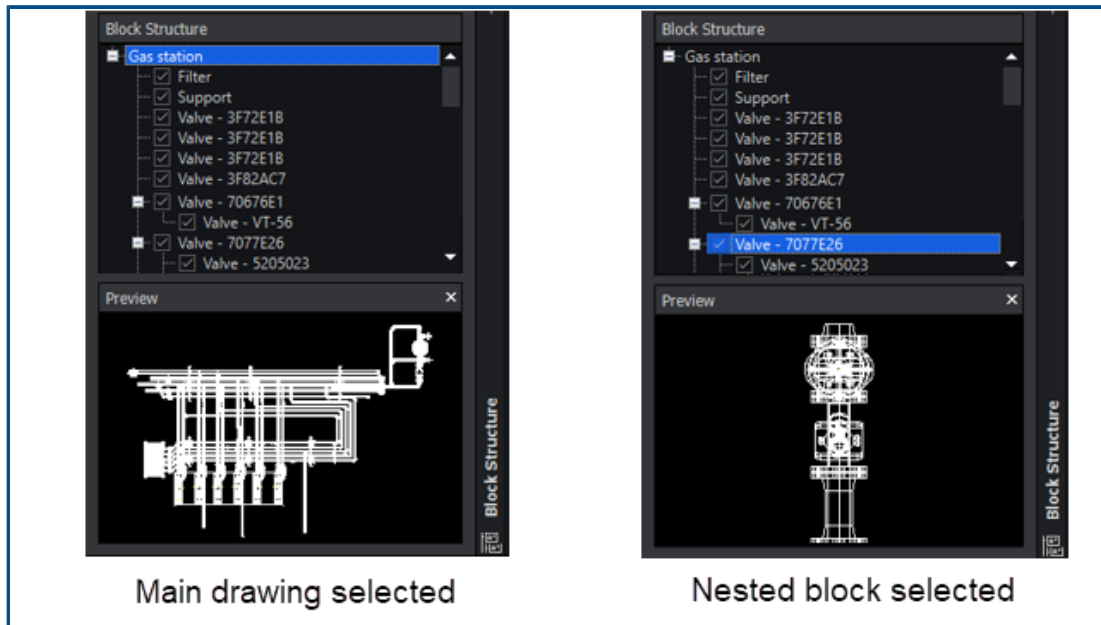 Block Structure
Gas station
Filter
Support
Valve - 3F72E1B
Valve - 3F72E1B
Valve - 3F72E1B
Valve - 3F82AC7
Valve - 70676E1
Valve - VT-56
Valve - 7077E26
Valve - 5205023
Preview
Block Structure
Main drawing selected
Block Structure
Gas station
Filter
Support
Valve - 3F72E1B
Valve - 3F72E1B
Valve - 3F72E1B
Valve - 3F82AC7
Valve - 70676E1
Valve - VT-56
Valve - 7077E26
Valve - 5205023
Preview
Block Structure
Nested block selected